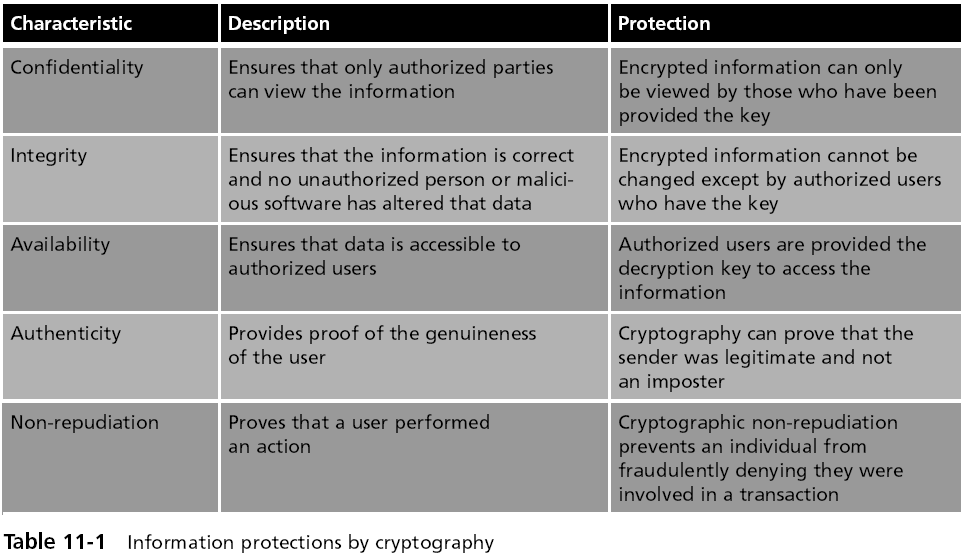 Characteristic Description Protection
Confidentiality Ensures that only authorized parties Encrypted information can only
can view the information be viewed by those who have been
provided the key
Integrity Ensures that the information is correct Encrypted information cannot be
and no unauthorized person or malici- changed except by authorized users
ous software has altered that data who have the key
Availability Ensures that data is accessible to Authorized users are provided the
authorized users decryption key to access the
information
Authenticity Provides proof of the genuineness Cryptography can prove that the
of the user sender was legitimate and not
an imposter
Non-repudiation Proves that a user performed Cryptographic non-repudiation
an action prevents an individual from
fraudulently denying they were
involved in a transaction
Table 11-1 Information protections by cryptography